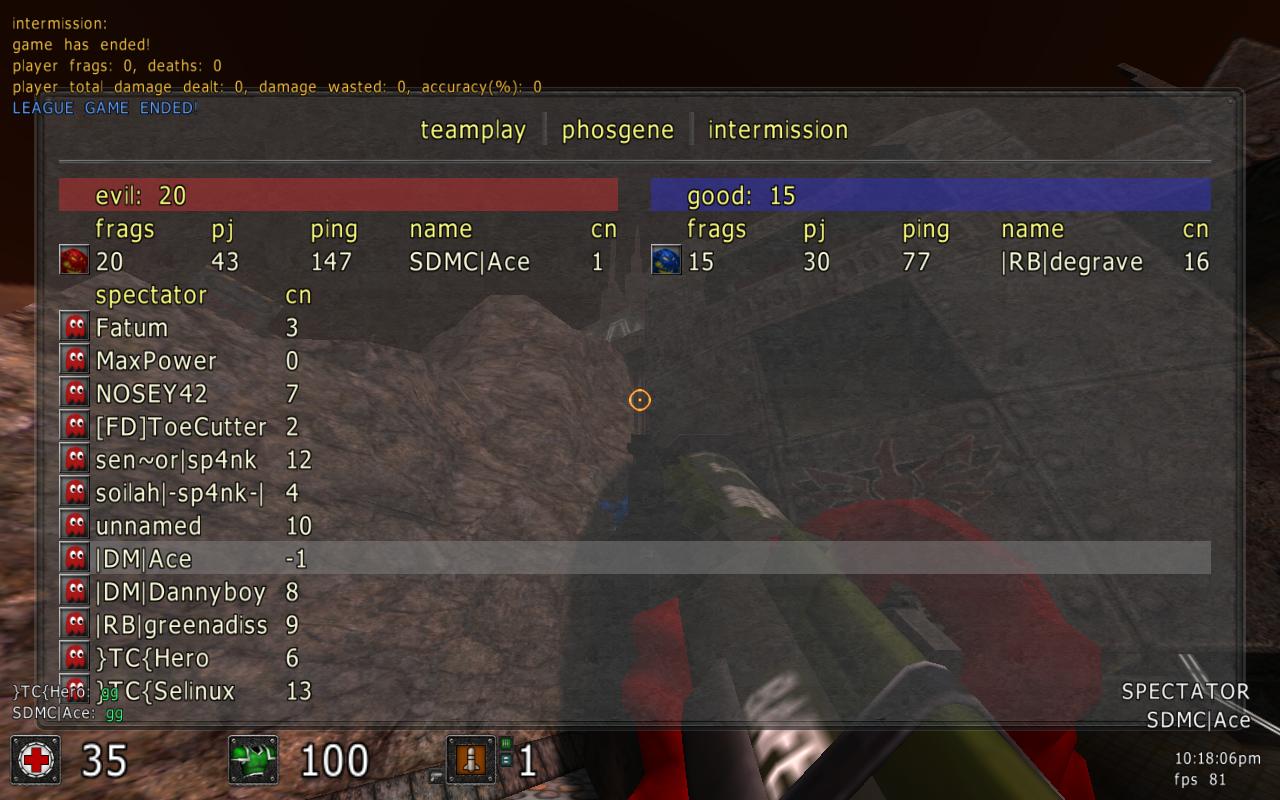 intermission:
game has ended!
player frags: 0, deaths: 0
player total damage dealt: 0, damage wasted: 0, accuracy(%): 0
LEAGUE GAME ENDED!
teamplay phosgene intermission
evil: 20 good: 15
frags pj ping name cn frags pj ping name cn
20 43 147 SDMC|Ace 1 15 30 77 |RB|degrave 16
spectator cn
Fatum 3
MaxPower 0
NOSEY42 7
[FD]ToeCutter 2
sen~or|sp4nk 12
soilah|-sp4nk-| 4
unnamed 10
|DM|Ace -1
|DM|Dannyboy 8
|RB|greenadiss 9
}TC{Hero 6
}TC{Selinux 13
}TC{Hero: gg
SDMC|Ace: gg
SPECTATOR
SDMC|Ace
35 100 1
10:18:06pm
fps 81